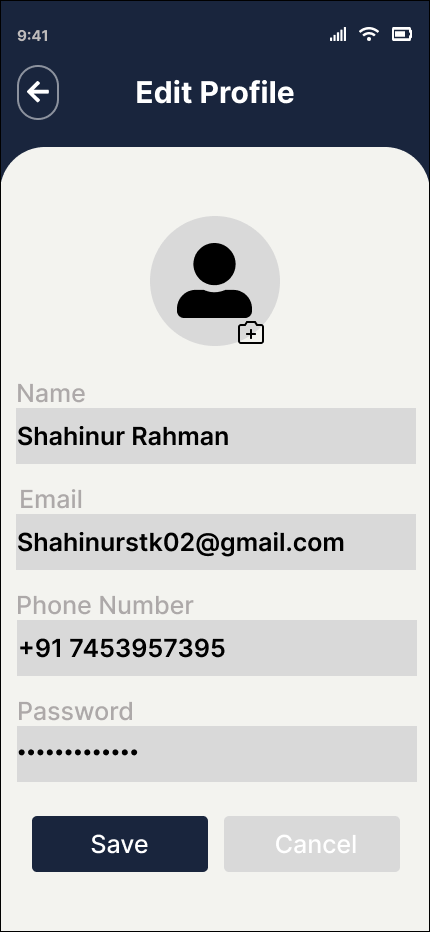 9:41
Edit Profile
Name
Shahinur Rahman
Email
Shahinurstk02@gmail.com
Phone Number
+91 7453957395
Password
•••••••••••••
Save
Cancel